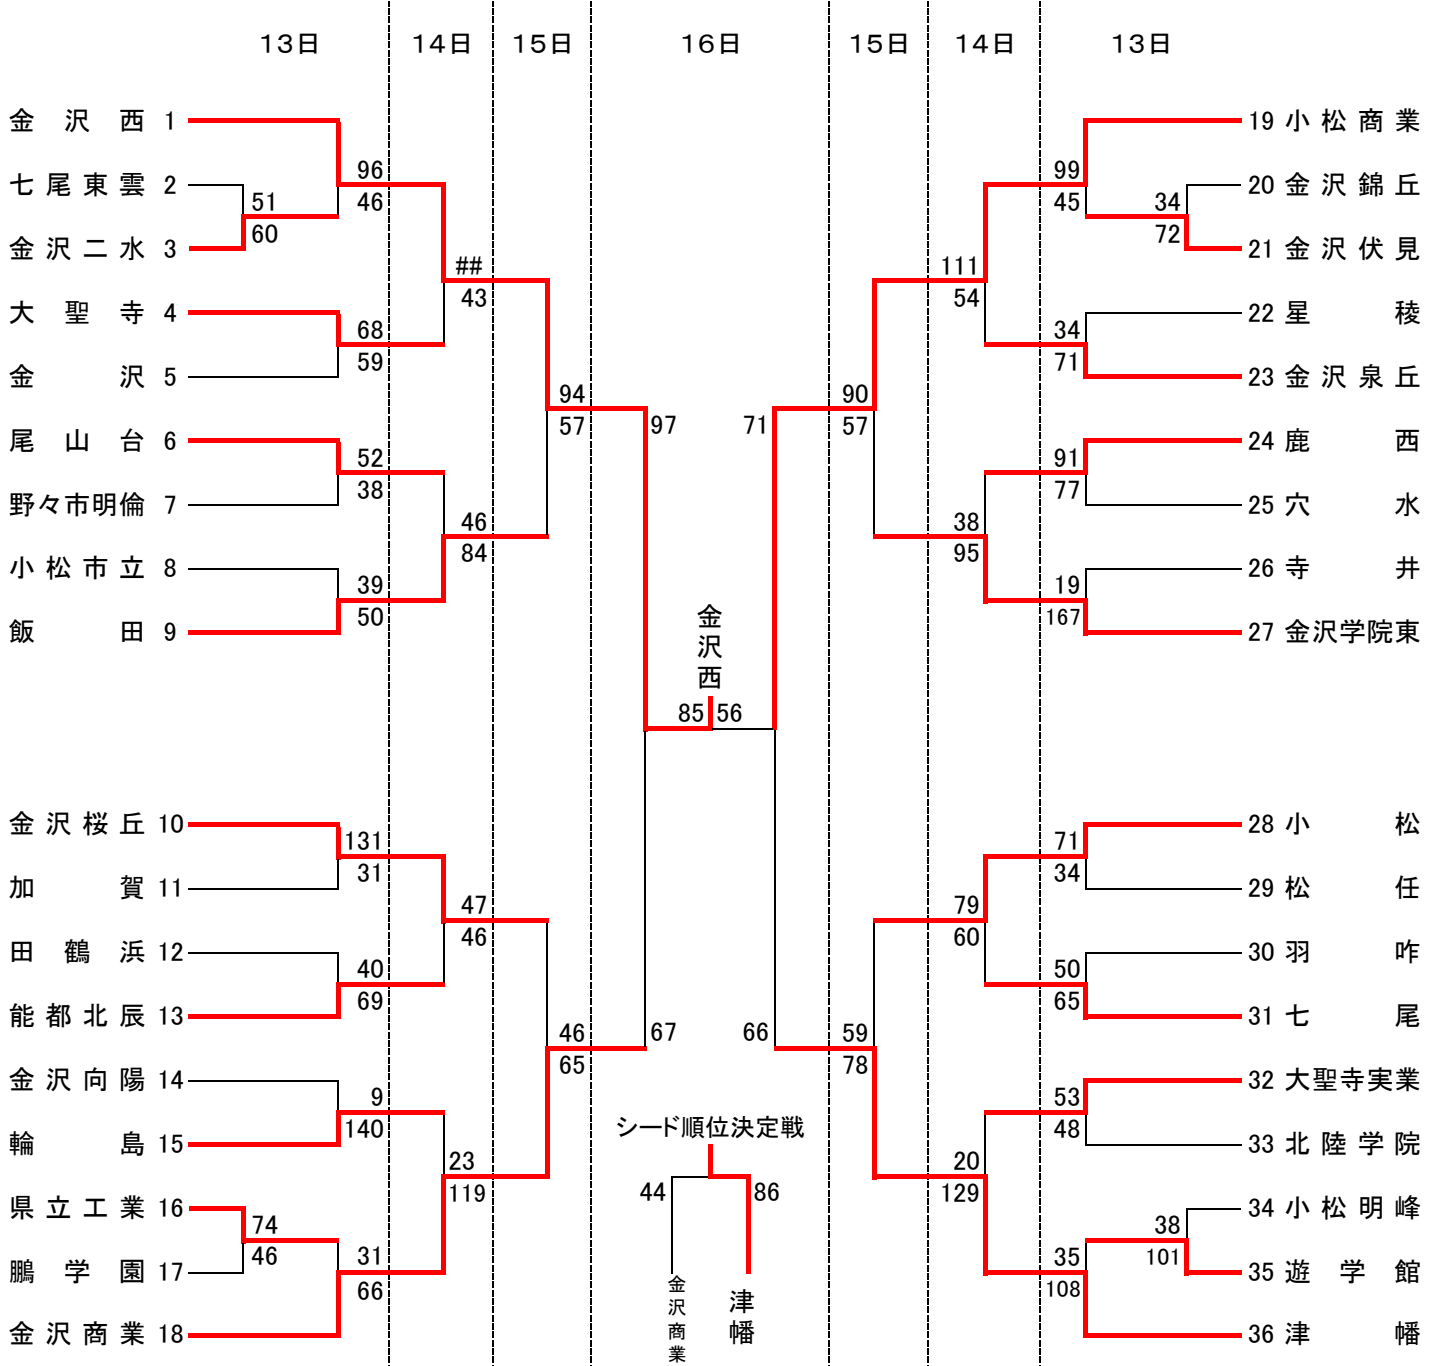 13日 14日 15日 16日 15日 14日 13日
金沢西 1
96
七尾東雲 2
51
46
60
金沢二水 3
##
43
大聖寺 4
68
59
金沢 5
94
57
97
尾山台 6
52
38
野々市明倫 7
46
84
小松市立 8
39
50
飯田 9
金沢桜丘 10
131
31
加賀 11
47
46
田鶴浜 12
40
69
能都北辰 13
46
65
67
金沢向陽 14
9
140
輪島 15
23
119
県立工業 16
74
46
鵬学園 17
31
66
金沢商業 18
金沢西
85 56
シード順位決定戦
44 86
金沢商業
津幡
19 小松商業
99
20 金沢錦丘
34
45
72
21 金沢伏見
111
54
22 星稜
34
71
23 金沢泉丘
71
90
57
24 鹿西
91
77
25 穴水
38
95
26 寺井
19
167
27 金沢学院東
28 小松
71
34
29 松任
79
60
30 羽咋
50
65
31 七尾
66
59
78
32 大聖寺実業
53
48
33 北陸学院
20
129
34 小松明峰
38
101
35 遊学館
35
108
36 津幡